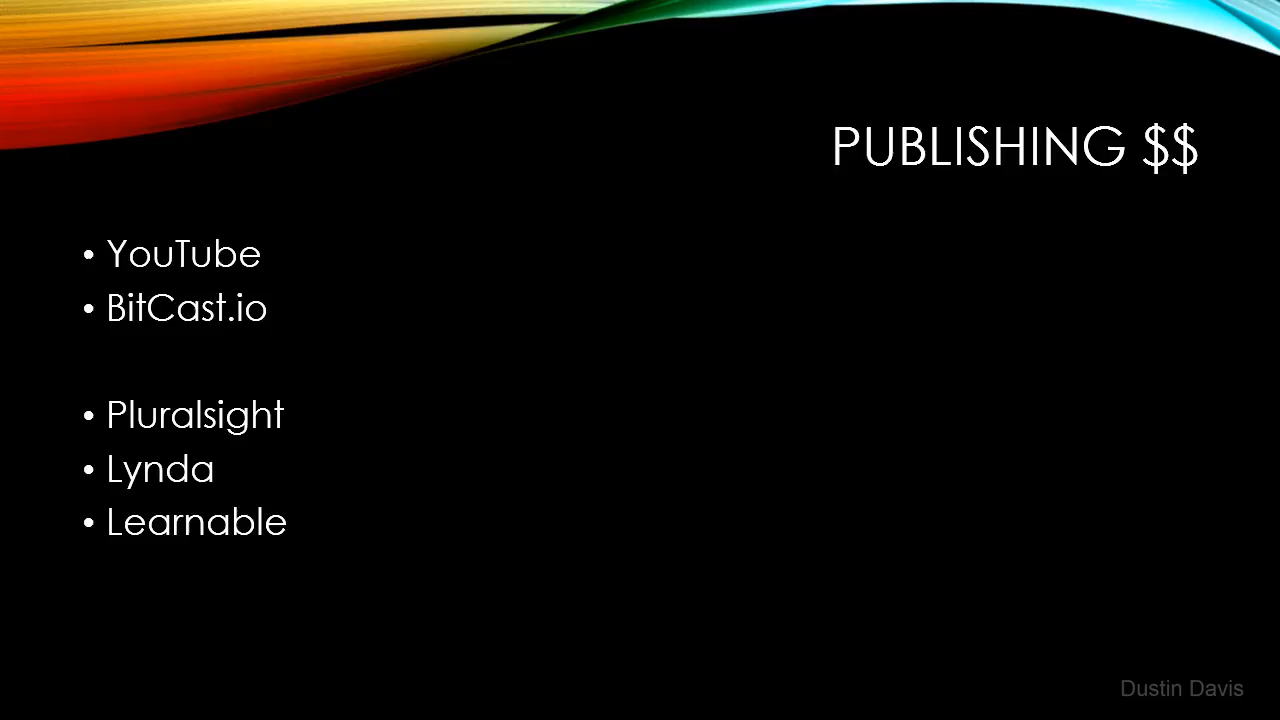 PUBLISHING $$
• YouTube
• BitCast.io
• Pluralsight
• Lynda
• Learnable
Dustin Davis